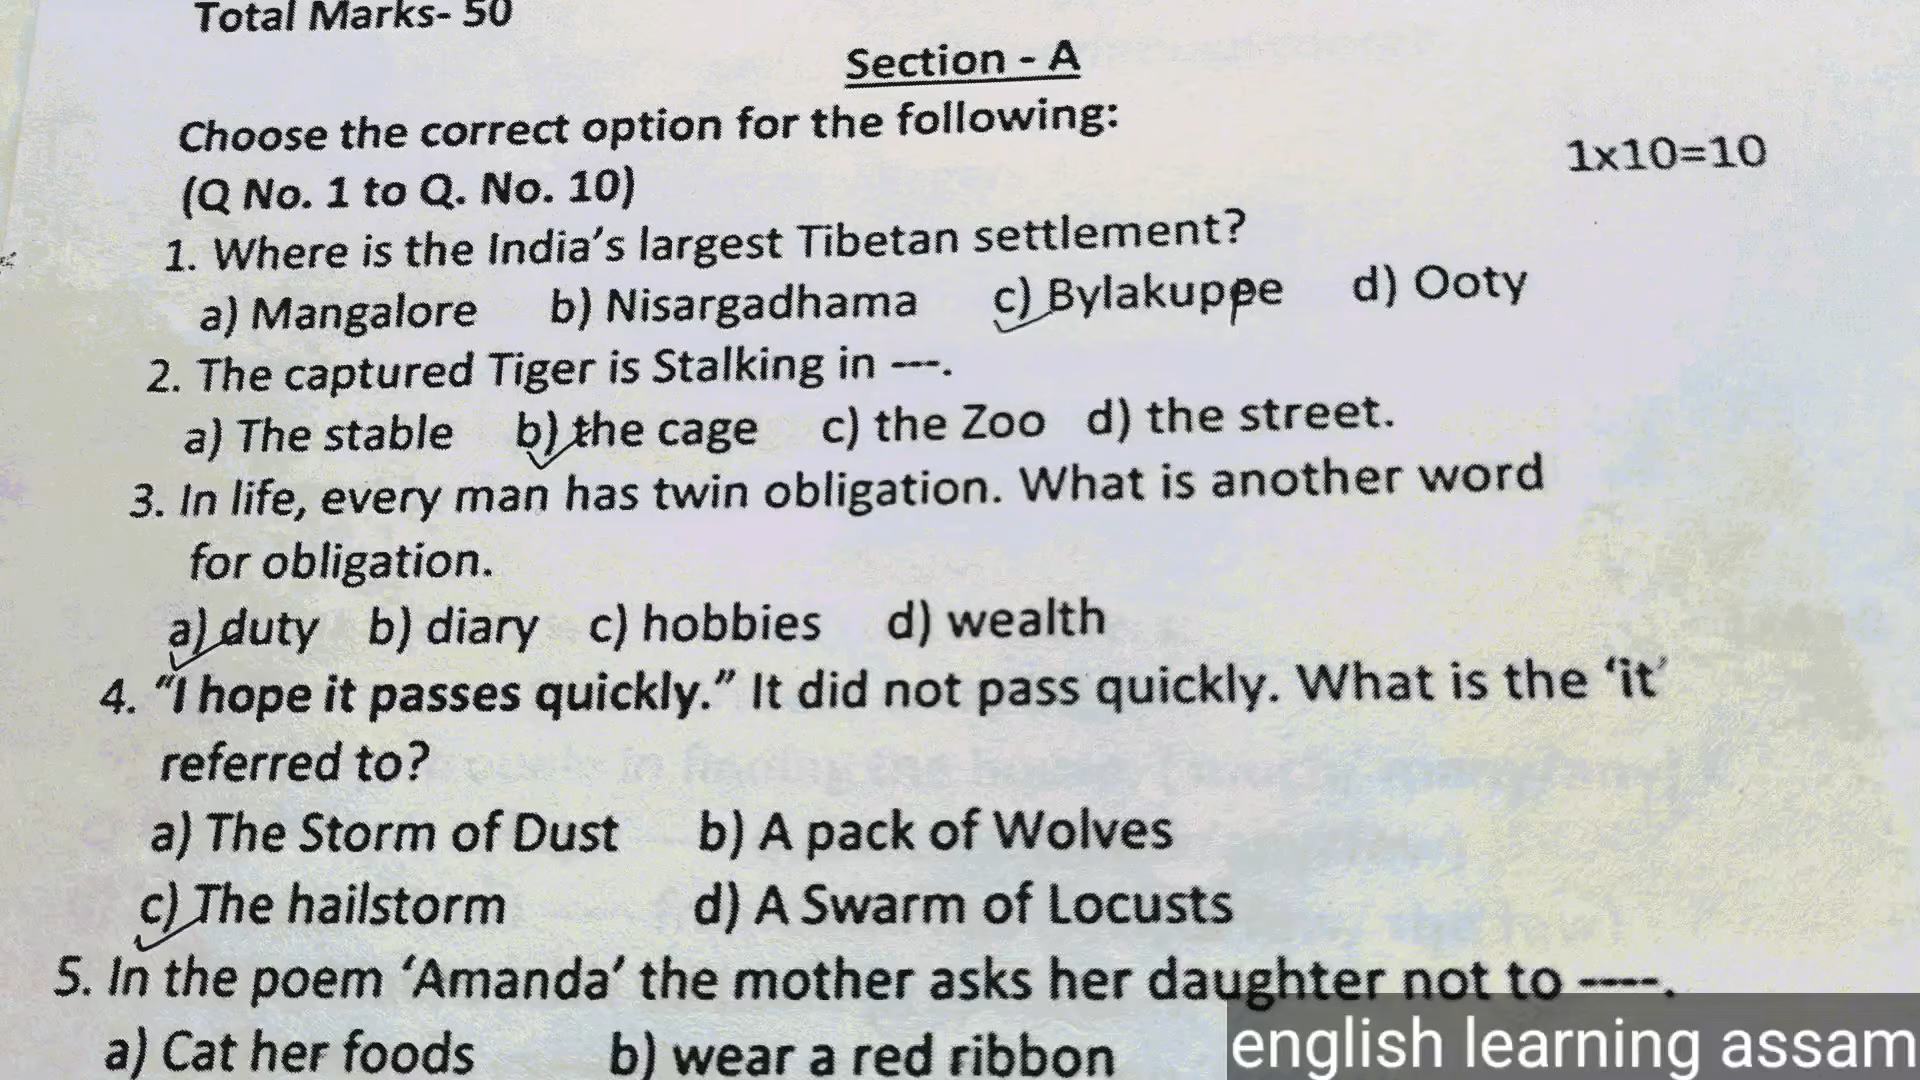 Total Marks- 50
Section - A
Choose the correct option for the following:
1x10=10
(Q No. 1 to Q. No. 10)
1. Where is the India's largest Tibetan settlement?
a) Mangalore b) Nisargadhama c) Bylakuppe d) Ooty
2. The captured Tiger is Stalking in ---.
a) The stable b) the cage c) the Zoo d) the street.
3. In life, every man has twin obligation. What is another word
for obligation.
a) duty b) diary c) hobbies d) wealth
4. "I hope it passes quickly." It did not pass quickly. What is the 'it'
referred to?
a) The Storm of Dust b) A pack of Wolves
c) The hailstorm d) A Swarm of Locusts
5. In the poem 'Amanda' the mother asks her daughter not to ----.
a) Cat her foods b) wear a red ribbon
english learning assam